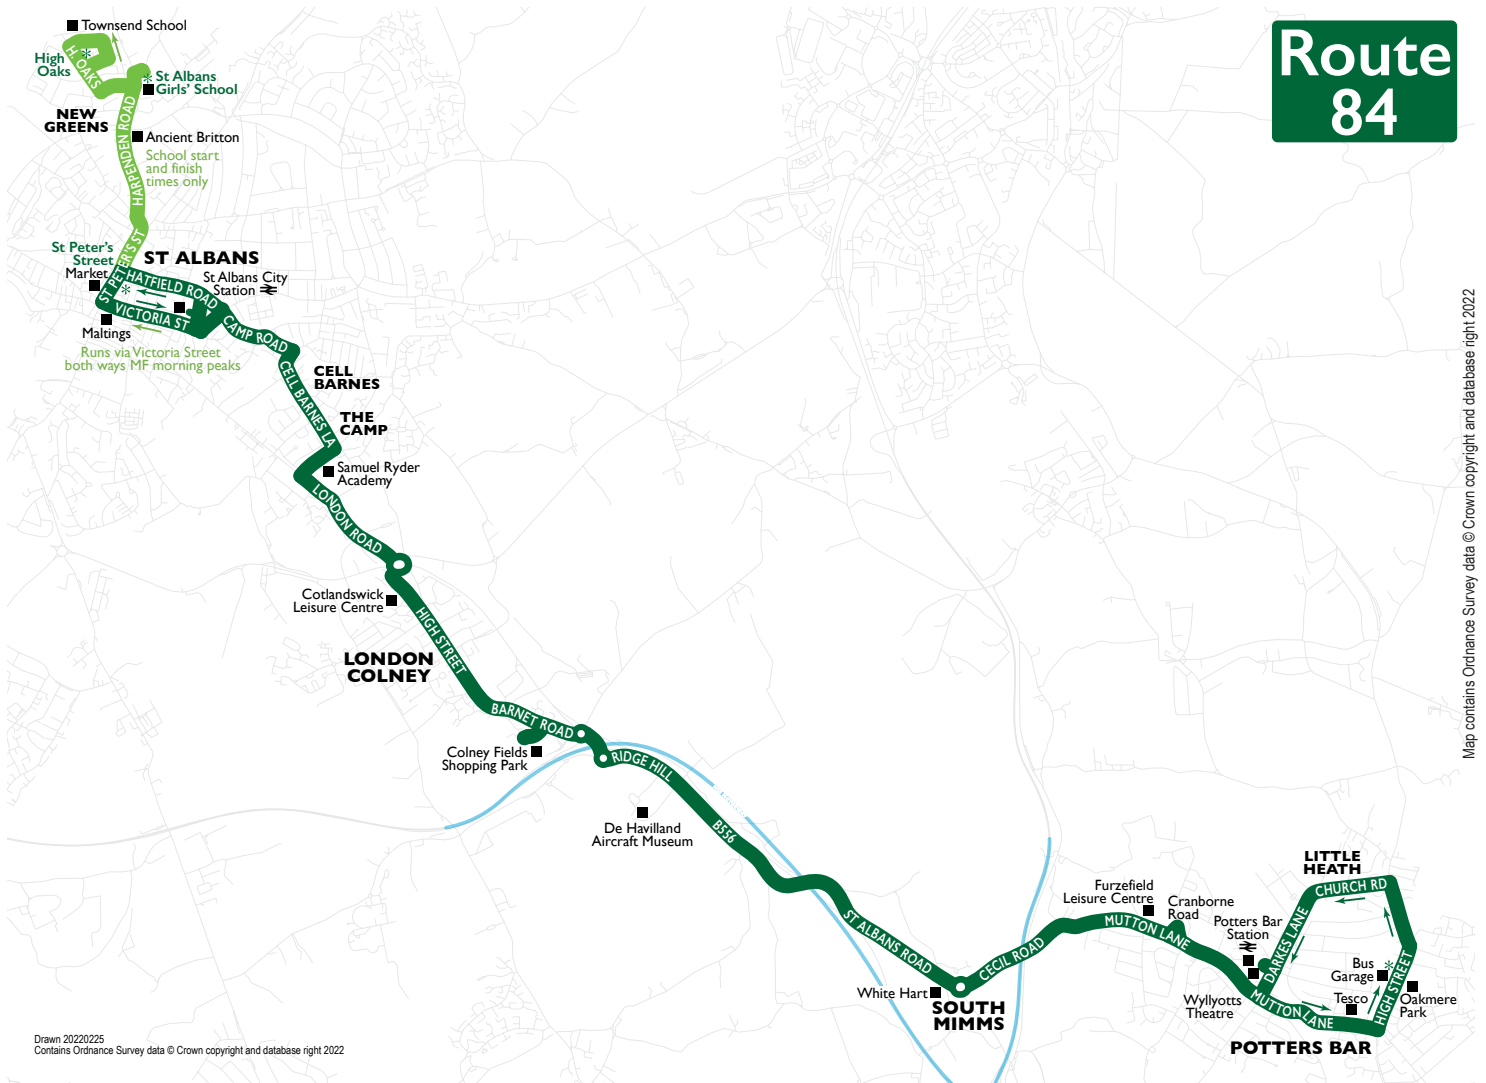 Route
84
Townsend School
High
Oaks
H. OAKS
St Albans
Girls' School
NEW
GREENS
HARPENDEN ROAD
Ancient Britton
School start
and finish
times only
St Peter's
Street
Market
ST PETER'S ST
ST ALBANS
St Albans City
Station
HATFIELD ROAD
VICTORIA ST
Maltings
Runs via Victoria Street
both ways MF morning peaks
CAMP ROAD
CELL
BARNES
CELL BARNES LA
THE
CAMP
Samuel Ryder
Academy
LONDON ROAD
Cotlandswick
Leisure Centre
HIGH STREET
LONDON
COLNEY
BARNET ROAD
Colney Fields
Shopping Park
RIDGE HILL
De Havilland
Aircraft Museum
B556
ST ALBANS ROAD
White Hart
SOUTH
MIMMS
CECIL ROAD
Furzefield
Leisure Centre
MUTTON LANE
Cranborne
Road
Potters Bar
Station
Wyllyotts
Theatre
DARKES LANE
LITTLE
HEATH
CHURCH RD
Bus
Garage
HIGH STREET
Tesco
Oakmere
Park
MUTTON LANE
POTTERS BAR
Map contains Ordnance Survey data © Crown copyright and database right 2022
Drawn 20220225
Contains Ordnance Survey data © Crown copyright and database right 2022